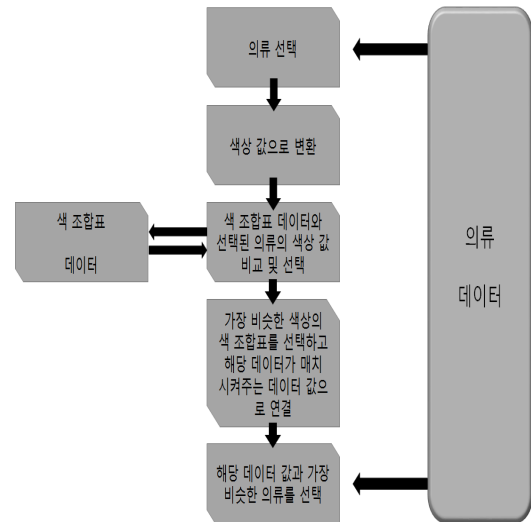 의류 선택
색상 값으로 변환
색 조합표
데이터
색 조합표 데이터와
선택된 의류의 색상 값
비교 및 선택
가장 비슷한 색상의
색 조합표를 선택하고
해당 데이터가 매치
시켜주는 데이터 값으
로 연결
해당 데이터 값과 가장
비슷한 의류를 선택
의류
데이터